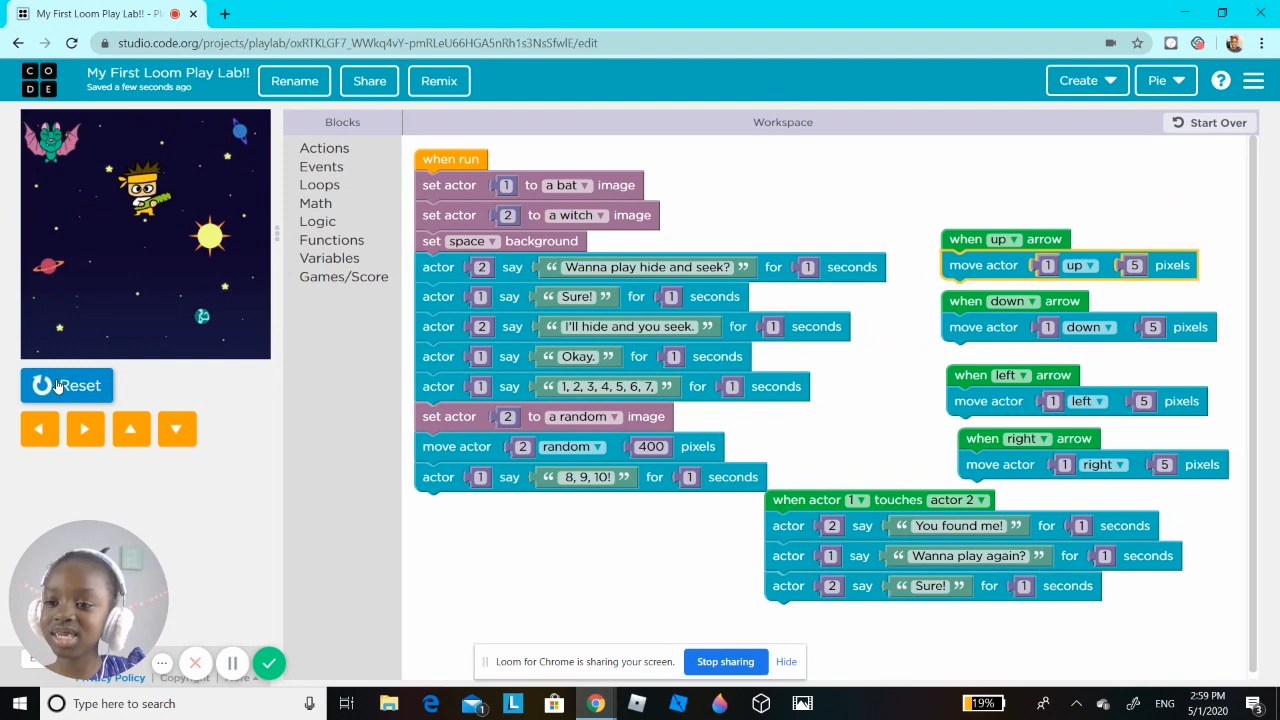 My First Loom Play Lab!! - Pl
studio.code.org/projects/playlab/oxRTKLGF7_WWkq4vY-pmRLeU66HGA5nRh1s3NsSfwlE/edit
C O
D E
My First Loom Play Lab!!
Saved a few seconds ago
Rename
Share
Remix
Create
Pie
?
Blocks
Workspace
Start Over
Actions
Events
Loops
Math
Logic
Functions
Variables
Games/Score
when run
set actor 1 to a bat image
set actor 2 to a witch image
set space background
actor 2 say “ Wanna play hide and seek? ” for 1 seconds
actor 1 say “ Sure! ” for 1 seconds
actor 2 say “ I'll hide and you seek. ” for 1 seconds
actor 1 say “ Okay. ” for 1 seconds
actor 1 say “ 1, 2, 3, 4, 5, 6, 7, ” for 1 seconds
set actor 2 to a random image
move actor 2 random 400 pixels
actor 1 say “ 8, 9, 10! ” for 1 seconds
when up arrow
move actor 1 up 5 pixels
when down arrow
move actor 1 down 5 pixels
when left arrow
move actor 1 left 5 pixels
when right arrow
move actor 1 right 5 pixels
when actor 1 touches actor 2
actor 2 say “ You found me! ” for 1 seconds
actor 1 say “ Wanna play again? ” for 1 seconds
actor 2 say “ Sure! ” for 1 seconds
Reset
Loom for Chrome is sharing your screen.
Stop sharing
Hide
Privacy Policy
Copyright
More
Type here to search
L
1
19%
ENG
2:59 PM
5/1/2020
3